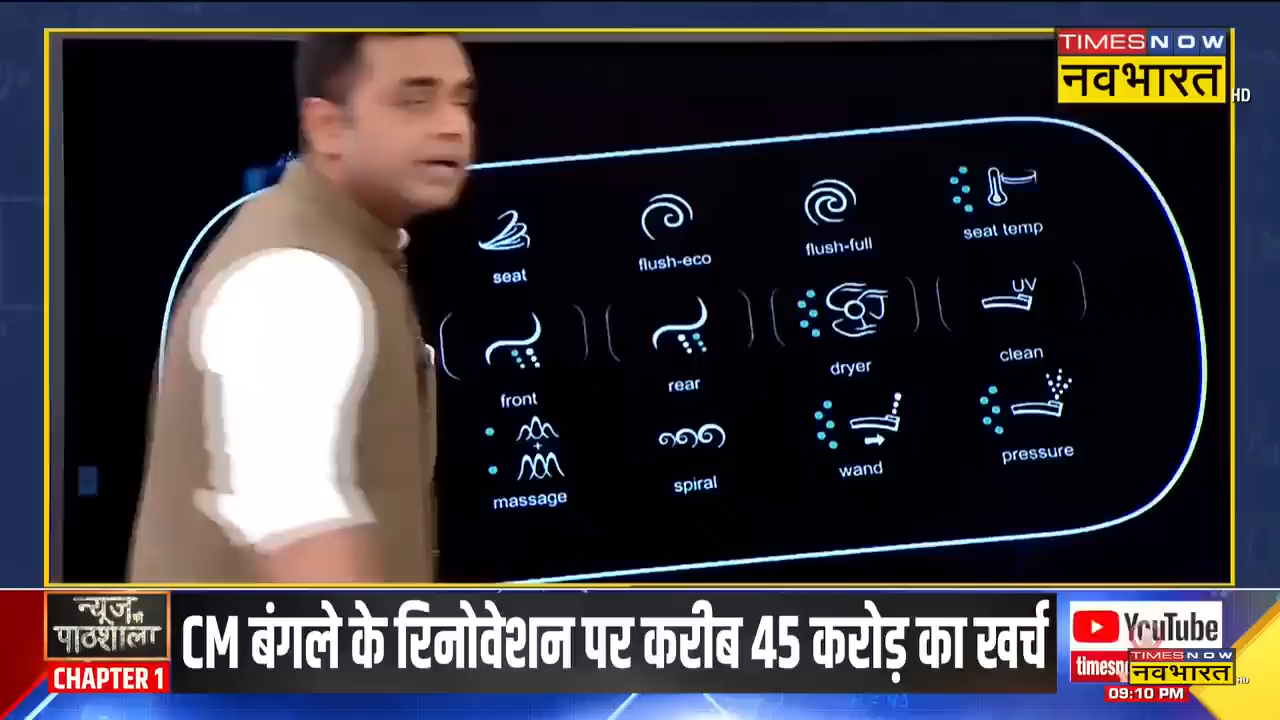 TIMES NOW
नवभारत
HD
seat
flush-eco
flush-full
seat temp
UV
front
rear
dryer
clean
massage
spiral
wand
pressure
न्यूज़ की
पाठशाला
CHAPTER 1
CM बंगले के रिनोवेशन पर करीब 45 करोड़ का खर्च
YouTube
TIMES NOW
नवभारत
HD
09:10 PM